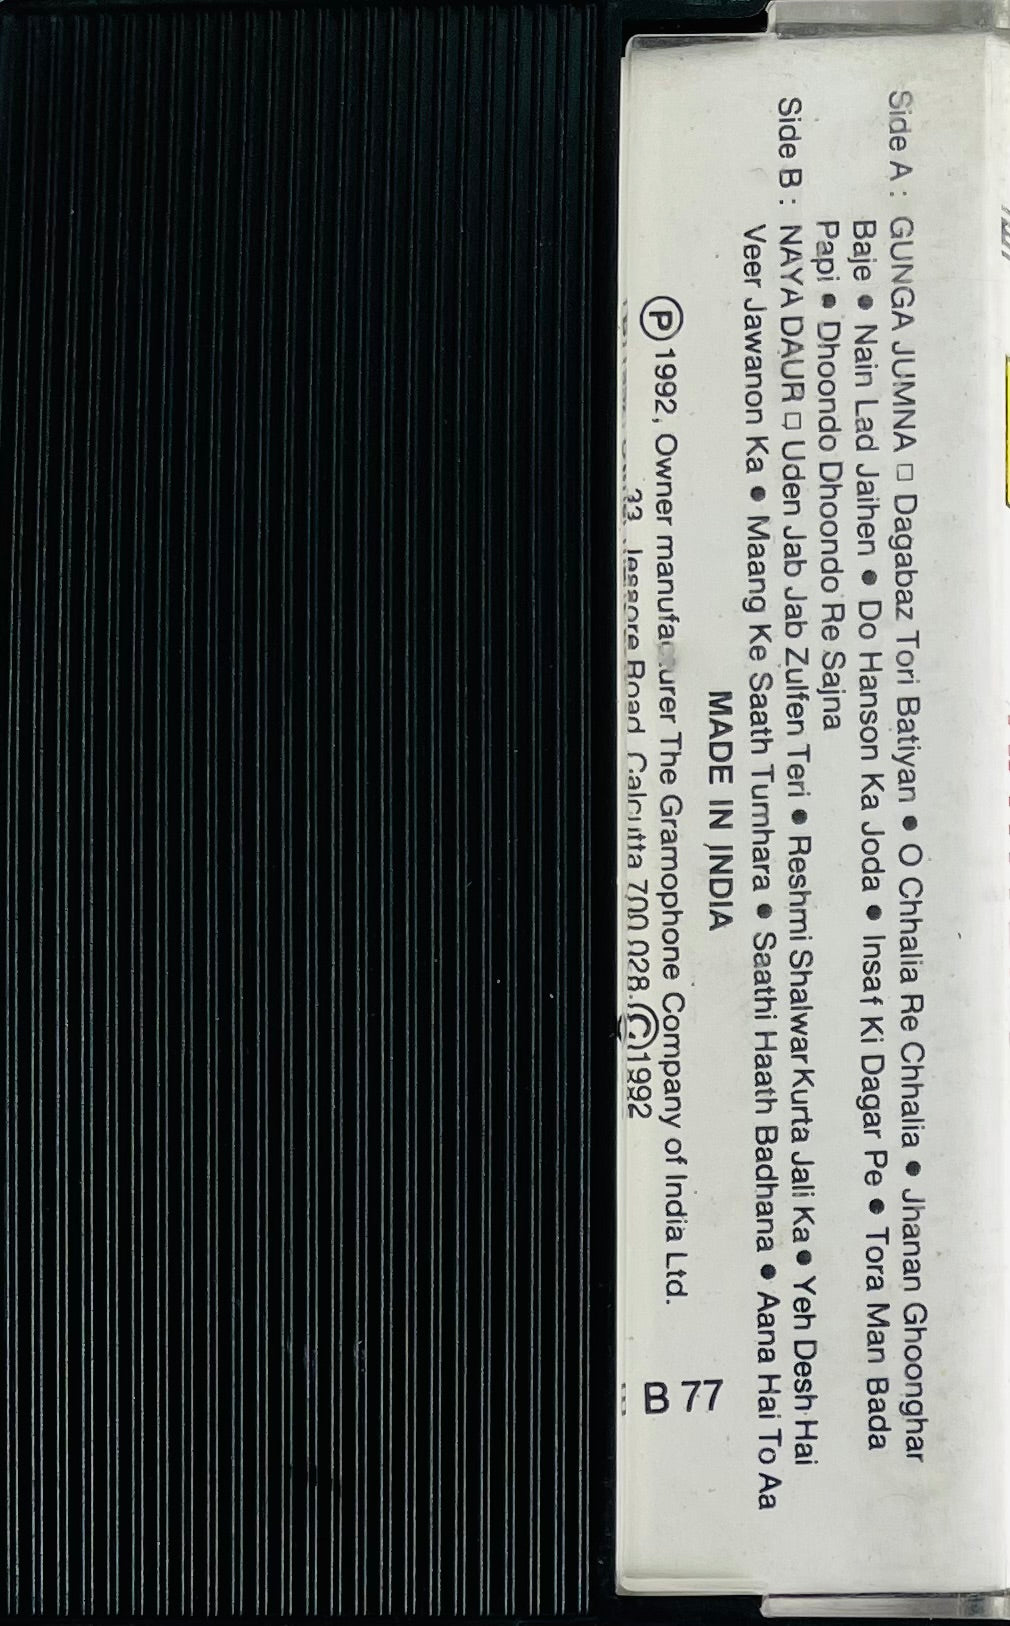 Side A : GUNGA JUMNA □ Dagabaz Tori Batiyan ● O Chhalia Re Chhalia ● Jhanan Ghoonghar
Baje ● Nain Lad Jaihen ● Do Hanson Ka Joda ● Insaf Ki Dagar Pe ● Tora Man Bada
Papi ● Dhoondo Dhoondo Re Sajna
Side B : NAYA DAUR □ Uden Jab Jab Zulfen Teri ● Reshmi Shalwar Kurta Jali Ka ● Yeh Desh Hai
Veer Jawanon Ka ● Maang Ke Saath Tumhara ● Saathi Haath Badhana ● Aana Hai To Aa
MADE IN INDIA
77
Ⓟ 1992, Owner manufacturer The Gramophone Company of India Ltd.
B
33, Jessore Road, Calcutta 700 028. © 1992